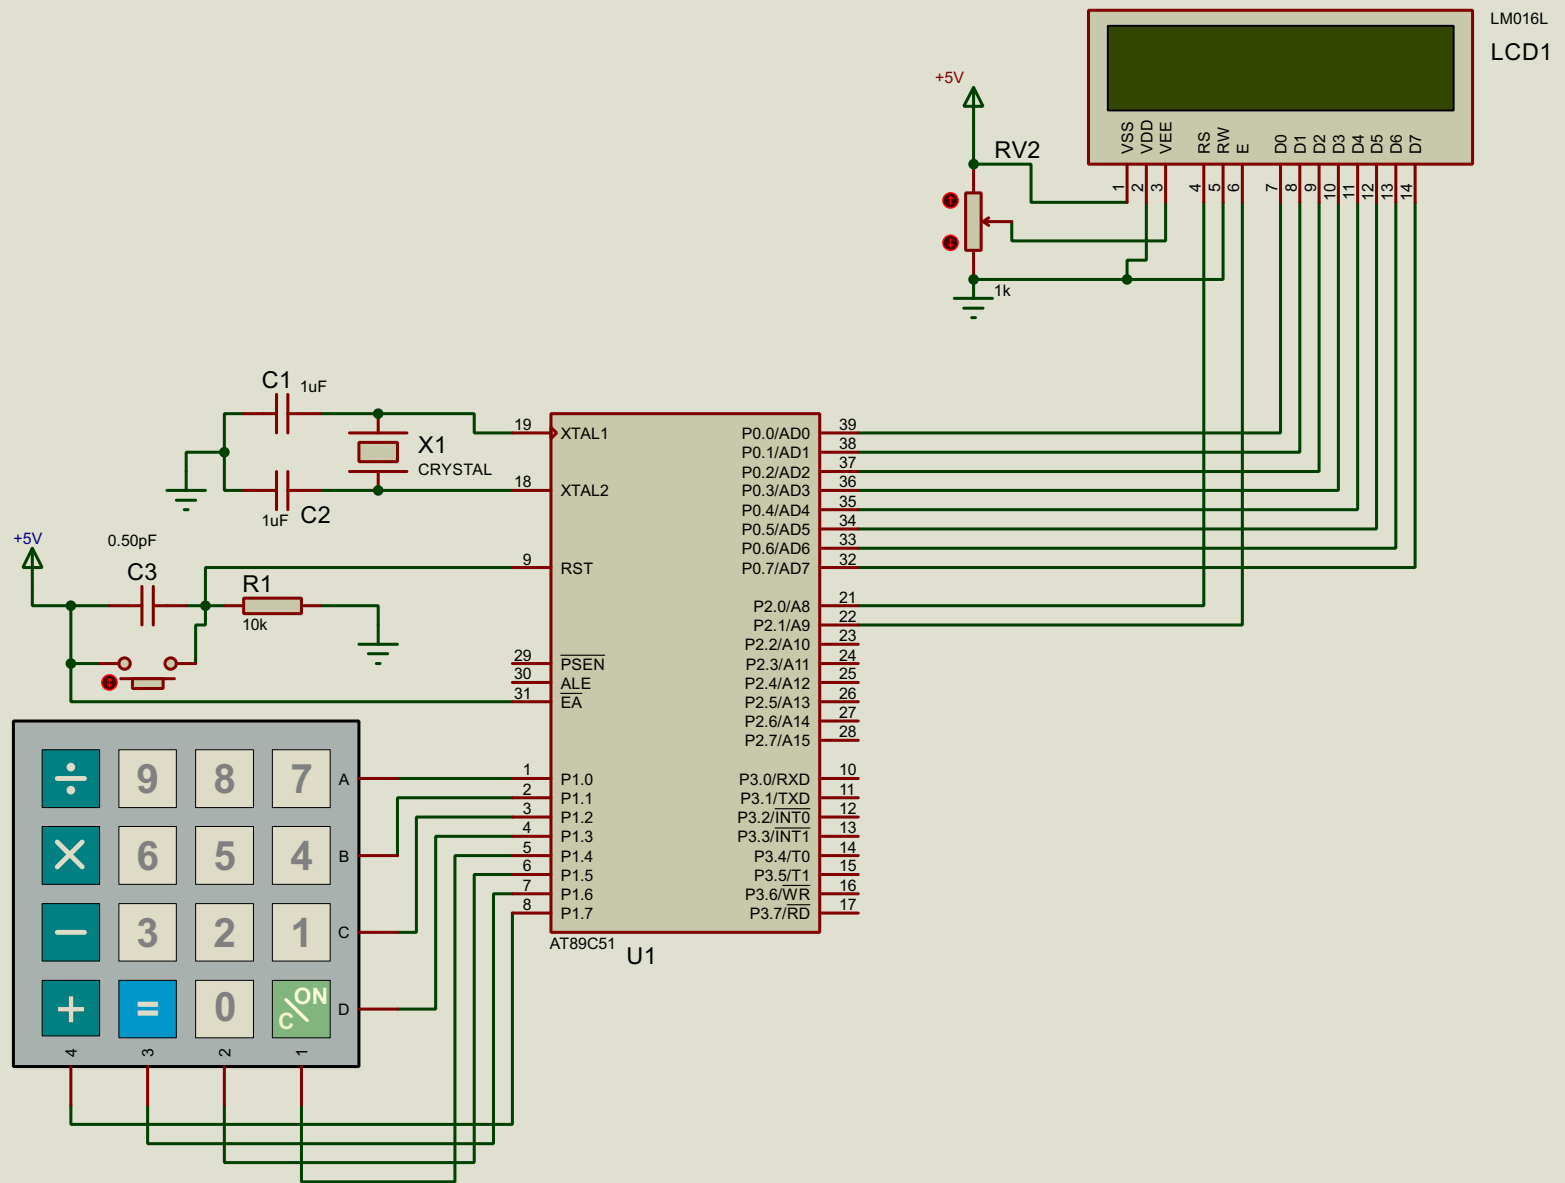 LM016L
LCD1
VSS
VDD
VEE
RS
RW
E
D0
D1
D2
D3
D4
D5
D6
D7
1
2
3
4
5
6
7
8
9
10
11
12
13
14
+5V
RV2
1k
C1
1uF
X1
CRYSTAL
1uF
C2
+5V
0.50pF
C3
R1
10k
19
XTAL1
18
XTAL2
9
RST
29
PSEN
30
ALE
31
EA
1
P1.0
2
P1.1
3
P1.2
4
P1.3
5
P1.4
6
P1.5
7
P1.6
8
P1.7
P0.0/AD0
39
P0.1/AD1
38
P0.2/AD2
37
P0.3/AD3
36
P0.4/AD4
35
P0.5/AD5
34
P0.6/AD6
33
P0.7/AD7
32
P2.0/A8
21
P2.1/A9
22
P2.2/A10
23
P2.3/A11
24
P2.4/A12
25
P2.5/A13
26
P2.6/A14
27
P2.7/A15
28
P3.0/RXD
10
P3.1/TXD
11
P3.2/INT0
12
P3.3/INT1
13
P3.4/T0
14
P3.5/T1
15
P3.6/WR
16
P3.7/RD
17
AT89C51
U1
÷ 9 8 7 A
× 6 5 4 B
− 3 2 1 C
+ = 0 ON/C D
4 3 2 1